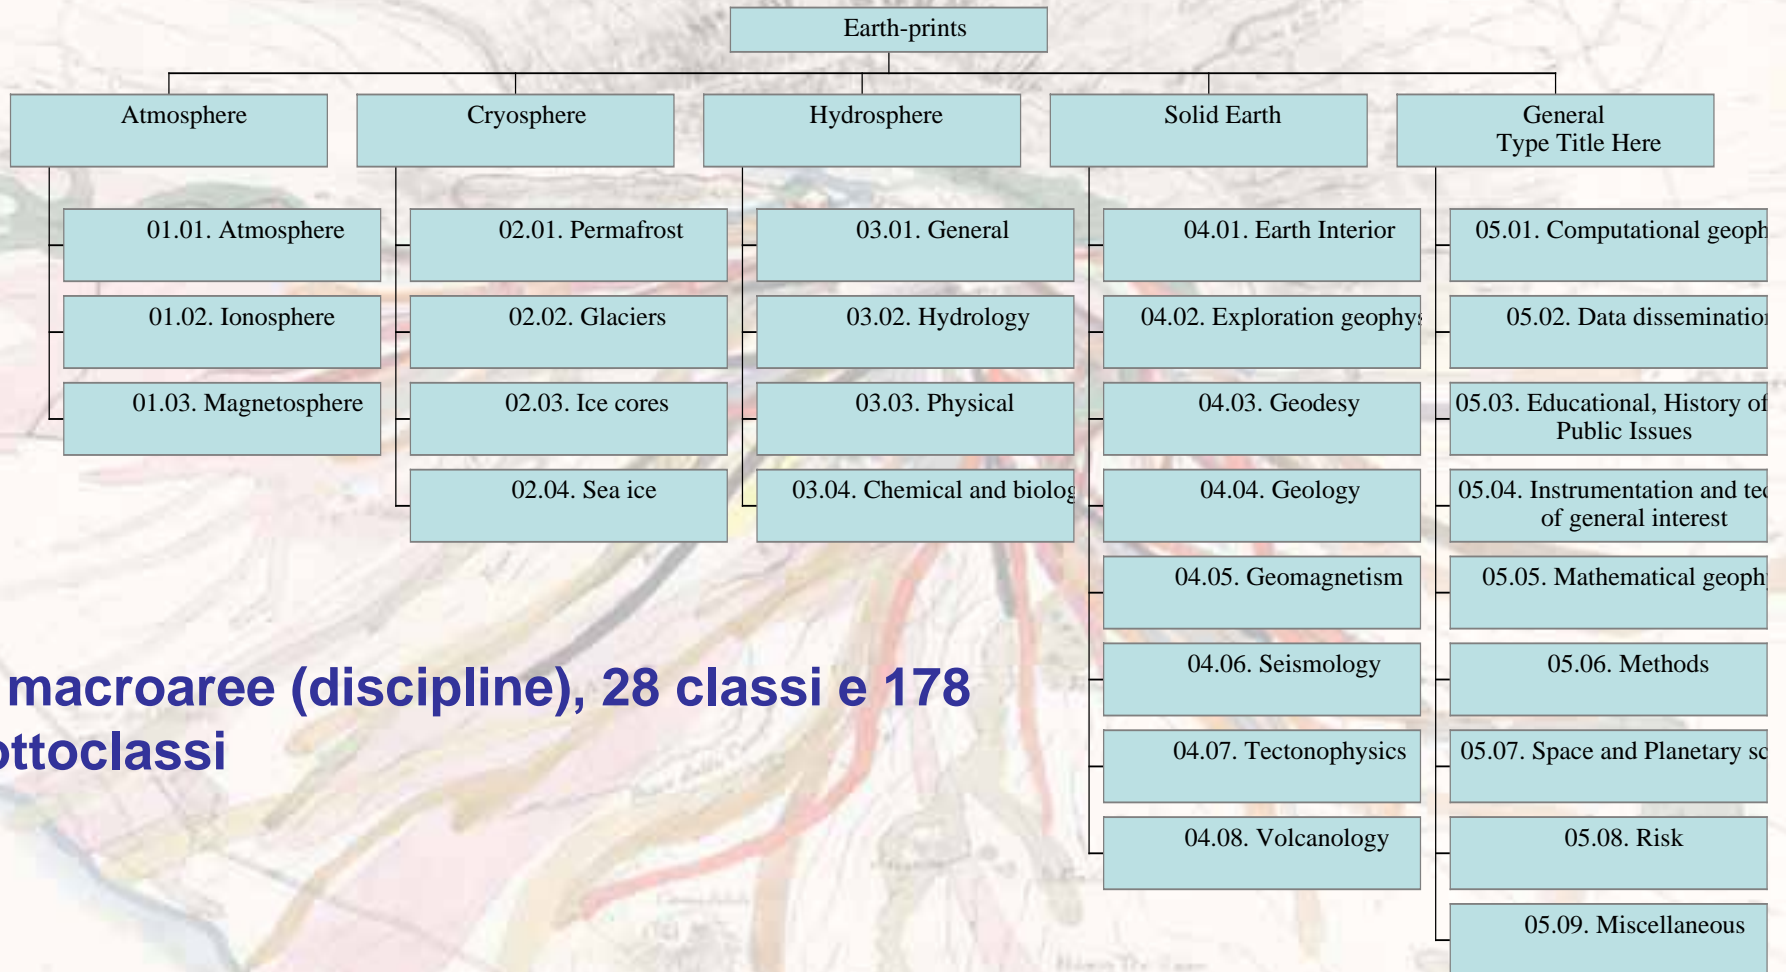 Earth-prints
Atmosphere
Cryosphere
Hydrosphere
Solid Earth
General
Type Title Here
01.01. Atmosphere
02.01. Permafrost
03.01. General
04.01. Earth Interior
05.01. Computational geoph
01.02. Ionosphere
02.02. Glaciers
03.02. Hydrology
04.02. Exploration geophys
05.02. Data dissemination
01.03. Magnetosphere
02.03. Ice cores
03.03. Physical
04.03. Geodesy
05.03. Educational, History of
Public Issues
02.04. Sea ice
03.04. Chemical and biolog
04.04. Geology
05.04. Instrumentation and tec
of general interest
04.05. Geomagnetism
05.05. Mathematical geoph
04.06. Seismology
05.06. Methods
macroaree (discipline), 28 classi e 178
ottoclassi
04.07. Tectonophysics
05.07. Space and Planetary sc
04.08. Volcanology
05.08. Risk
05.09. Miscellaneous